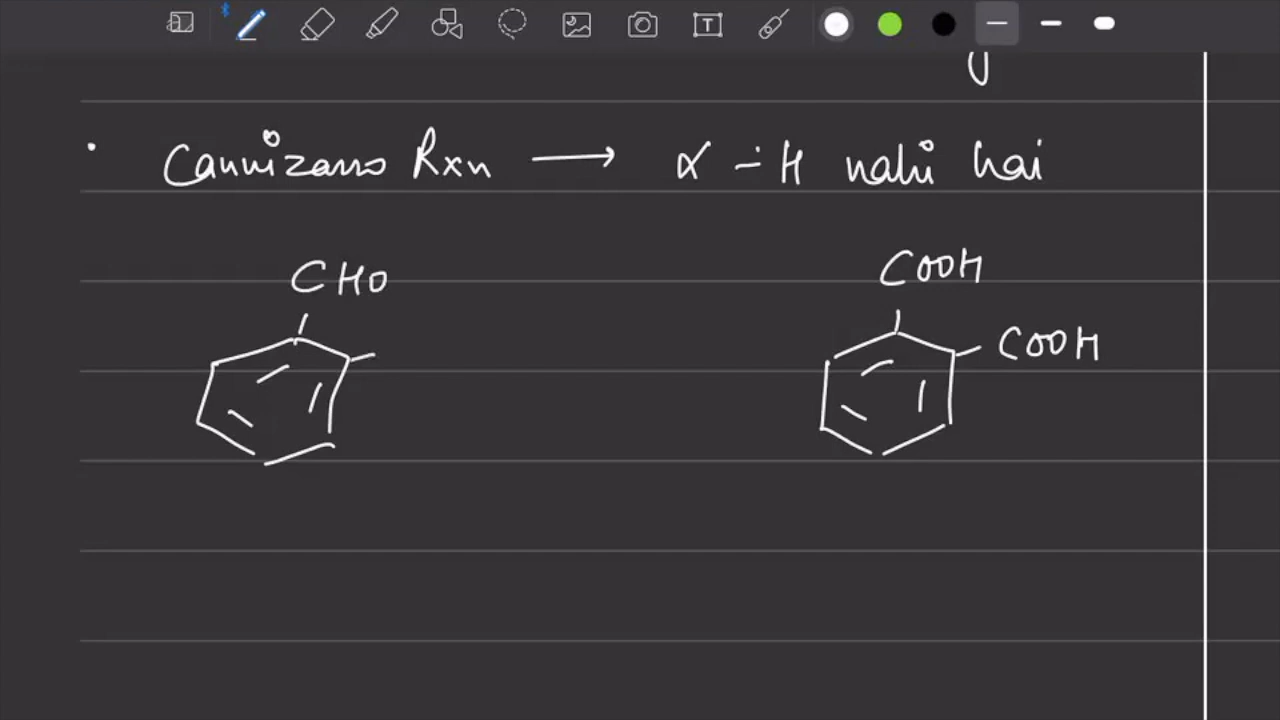 • Cannizaro Rxn → α-H nahi hai
CHO
COOH
COOH